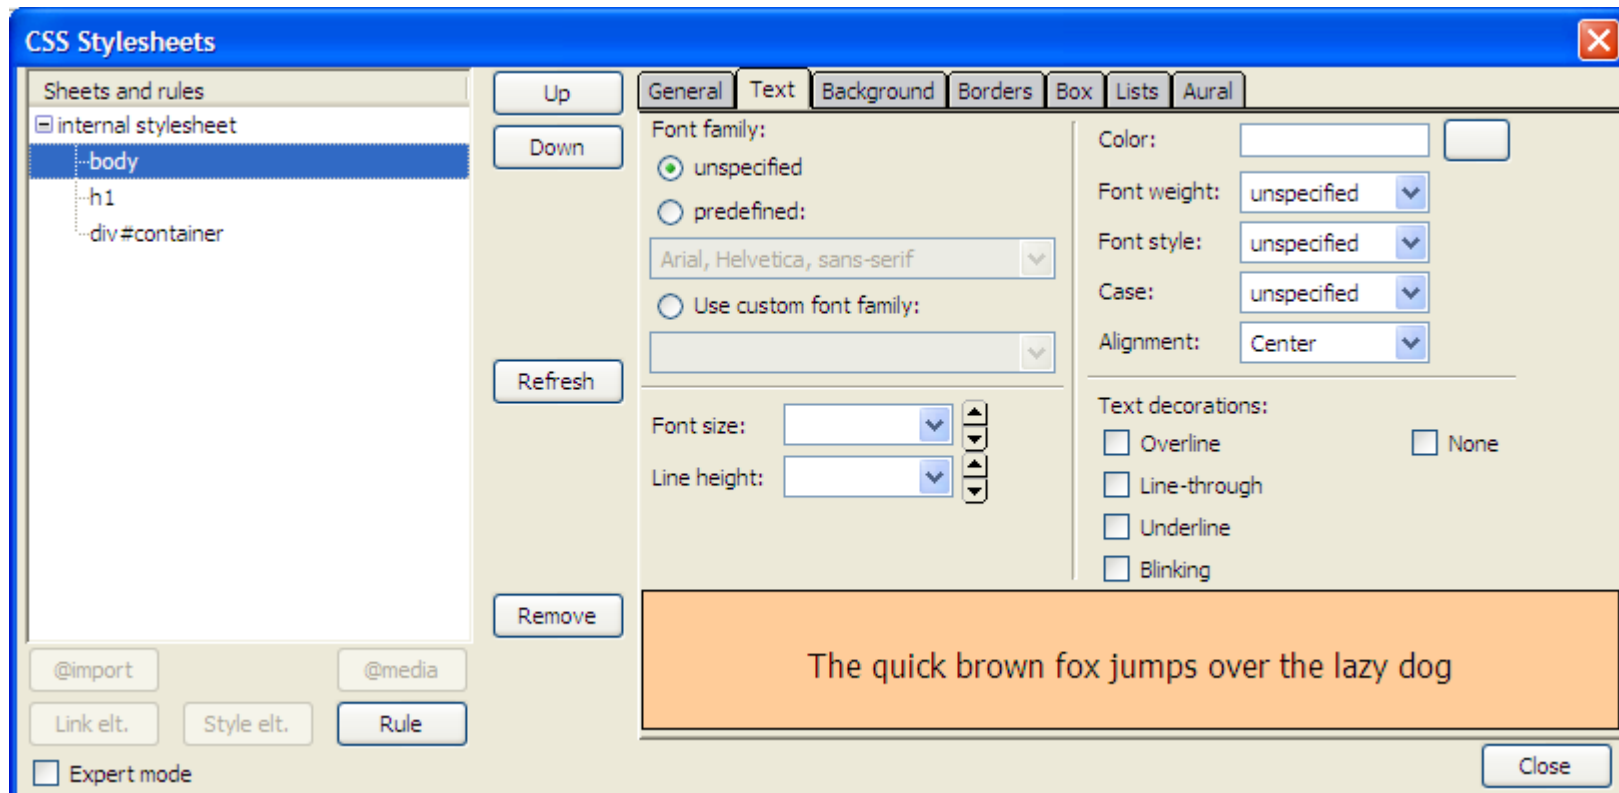 CSS Stylesheets
Sheets and rules
internal stylesheet
body
h1
div#container
@import
@media
Link elt.
Style elt.
Rule
Expert mode
Up
Down
Refresh
Remove
General Text Background Borders Box Lists Aural
Font family:
unspecified
predefined:
Arial, Helvetica, sans-serif
Use custom font family:
Font size:
Line height:
Color:
Font weight: unspecified
Font style: unspecified
Case: unspecified
Alignment: Center
Text decorations:
Overline None
Line-through
Underline
Blinking
The quick brown fox jumps over the lazy dog
Close